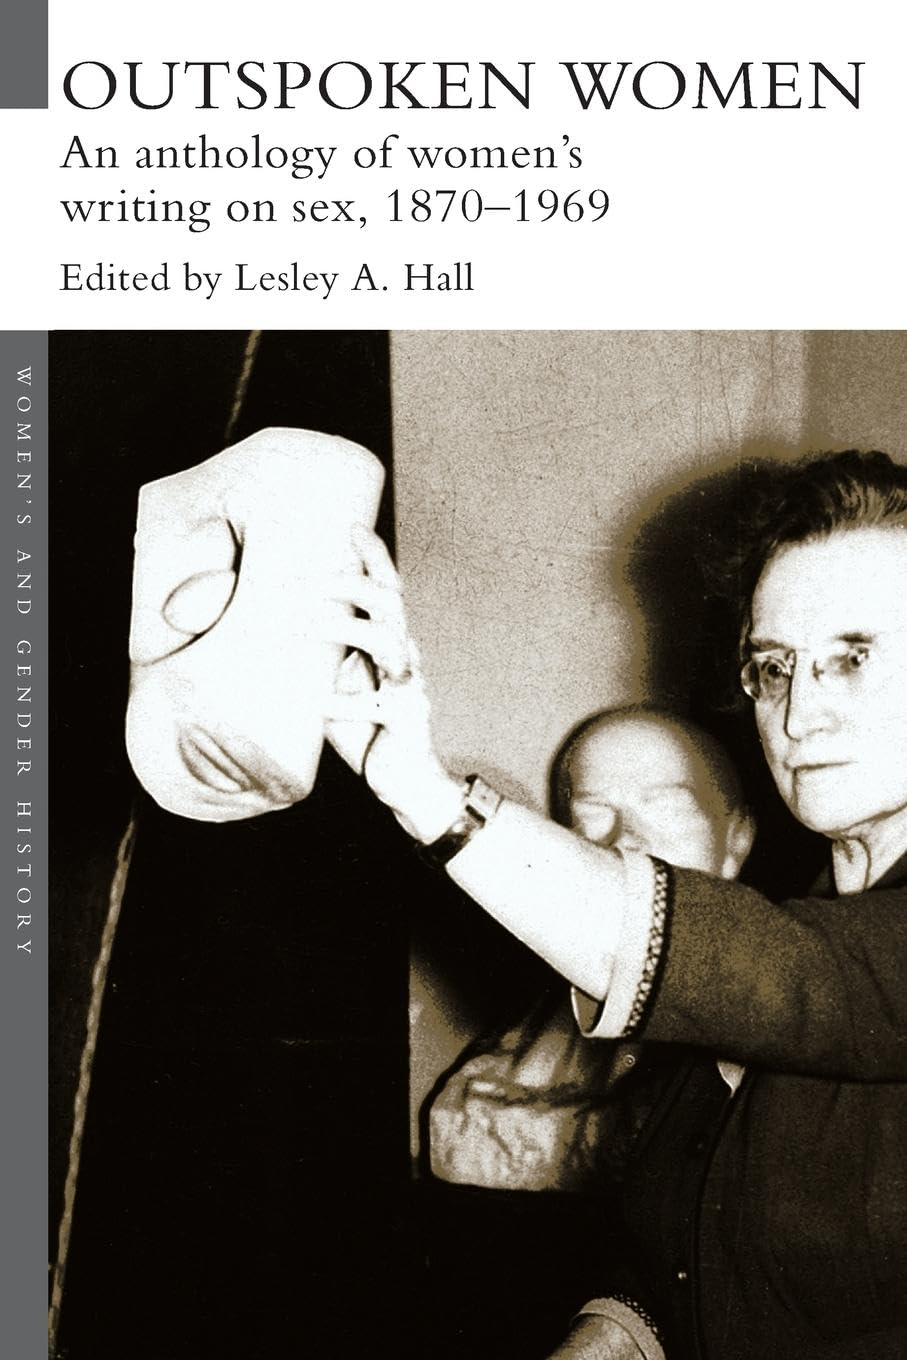 OUTSPOKEN WOMEN
An anthology of women’s
writing on sex, 1870–1969
Edited by Lesley A. Hall
WOMEN’S AND GENDER HISTORY